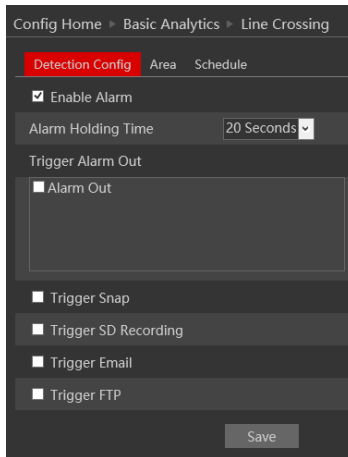 Config Home ▸ Basic Analytics ▸ Line Crossing
Detection Config Area Schedule
Enable Alarm
Alarm Holding Time 20 Seconds
Trigger Alarm Out
Alarm Out
Trigger Snap
Trigger SD Recording
Trigger Email
Trigger FTP
Save